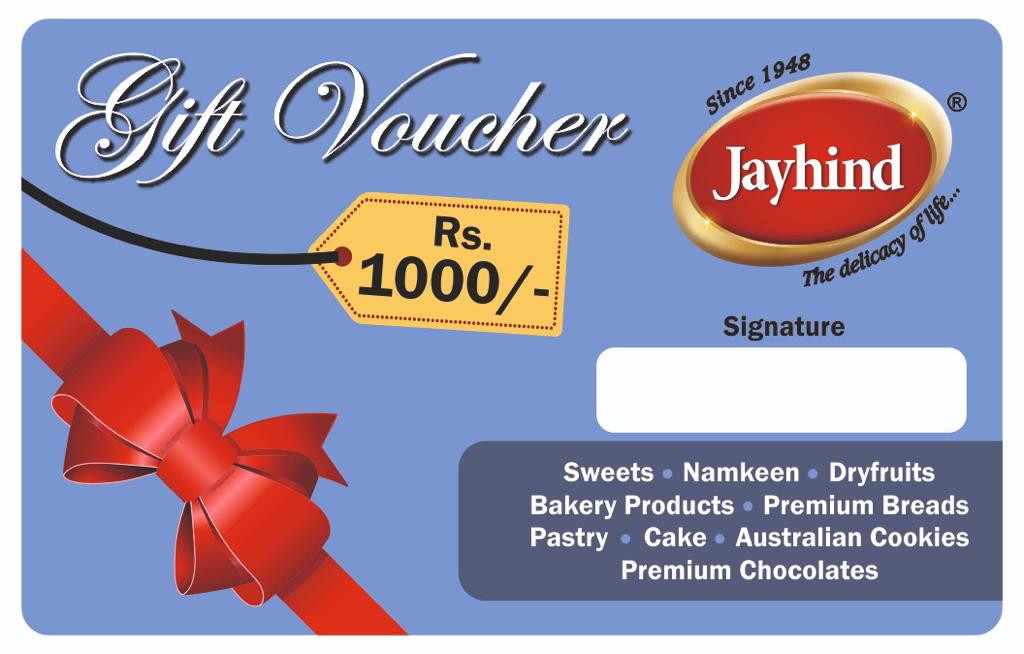 Gift Voucher
Since 1948
®
Jayhind
The delicacy of life...
Rs.
1000/-
Signature
Sweets • Namkeen • Dryfruits
Bakery Products • Premium Breads
Pastry • Cake • Australian Cookies
Premium Chocolates